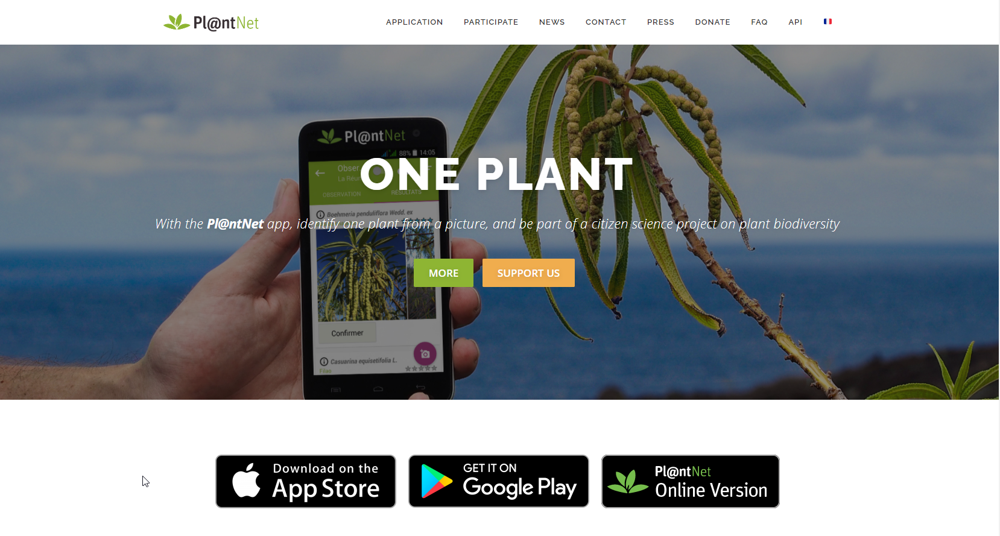 Pl@ntNet
APPLICATION PARTICIPATE NEWS CONTACT PRESS DONATE FAQ API
Pl@ntNet
88% 14:05
Obser
La Réun
OBSERVATION RESULTATS
ONE PLANT
Boehmeria penduliflora Wedd. ex
With the Pl@ntNet app, identify one plant from a picture, and be part of a citizen science project on plant biodiversity
MORE SUPPORT US
Confirmer
Casuarina equisetifolia L.
Filao
Download on the
App Store
GET IT ON
Google Play
Pl@ntNet
Online Version